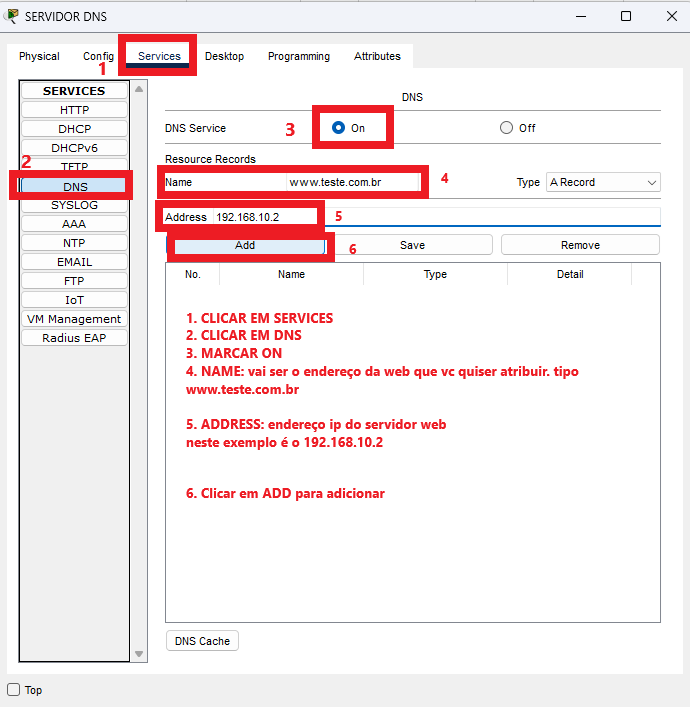 SERVIDOR DNS
Physical Config Services Desktop Programming Attributes
1
SERVICES
HTTP
DHCP
DHCPv6
TFTP
2
DNS
SYSLOG
AAA
NTP
EMAIL
FTP
IoT
VM Management
Radius EAP
DNS
DNS Service 3 On Off
Resource Records
Name www.teste.com.br 4 Type A Record
Address 192.168.10.2 5
Add 6 Save Remove
No. Name Type Detail
1. CLICAR EM SERVICES
2. CLICAR EM DNS
3. MARCAR ON
4. NAME: vai ser o endereço da web que vc quiser atribuir. tipo
www.teste.com.br
5. ADDRESS: endereço ip do servidor web
neste exemplo é o 192.168.10.2
6. Clicar em ADD para adicionar
DNS Cache
Top